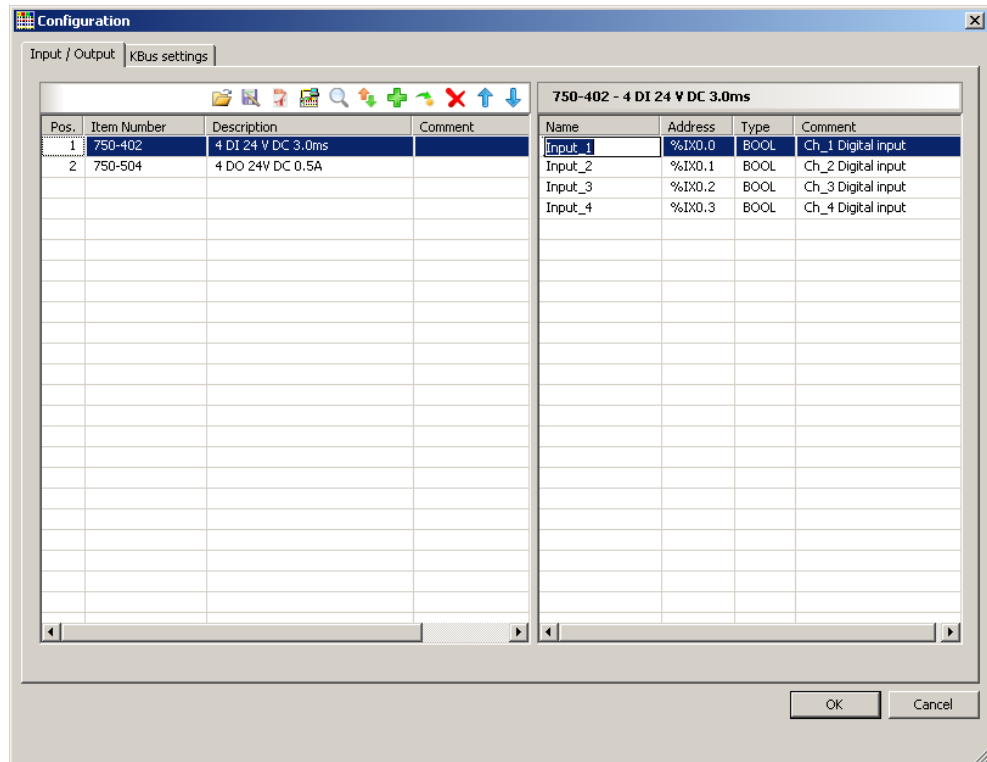 Configuration
Input / Output KBus settings
750-402 - 4 DI 24 V DC 3.0ms
Pos. Item Number Description Comment
1 750-402 4 DI 24 V DC 3.0ms
2 750-504 4 DO 24V DC 0.5A
Name Address Type Comment
Input_1 %IX0.0 BOOL Ch_1 Digital input
Input_2 %IX0.1 BOOL Ch_2 Digital input
Input_3 %IX0.2 BOOL Ch_3 Digital input
Input_4 %IX0.3 BOOL Ch_4 Digital input
OK Cancel